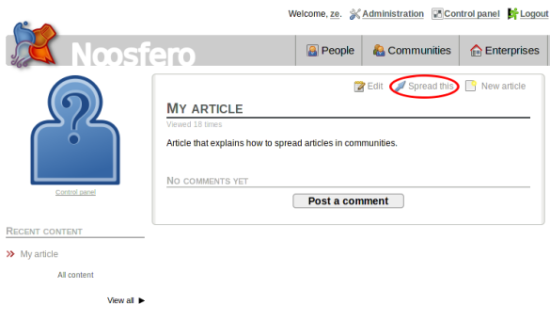 Welcome, ze. Administration Control panel Logout
Noosfero
People Communities Enterprises
Edit Spread this New article
MY ARTICLE
Viewed 18 times
Article that explains how to spread articles in communities.
NO COMMENTS YET
Post a comment
Control panel
RECENT CONTENT
My article
All content
View all